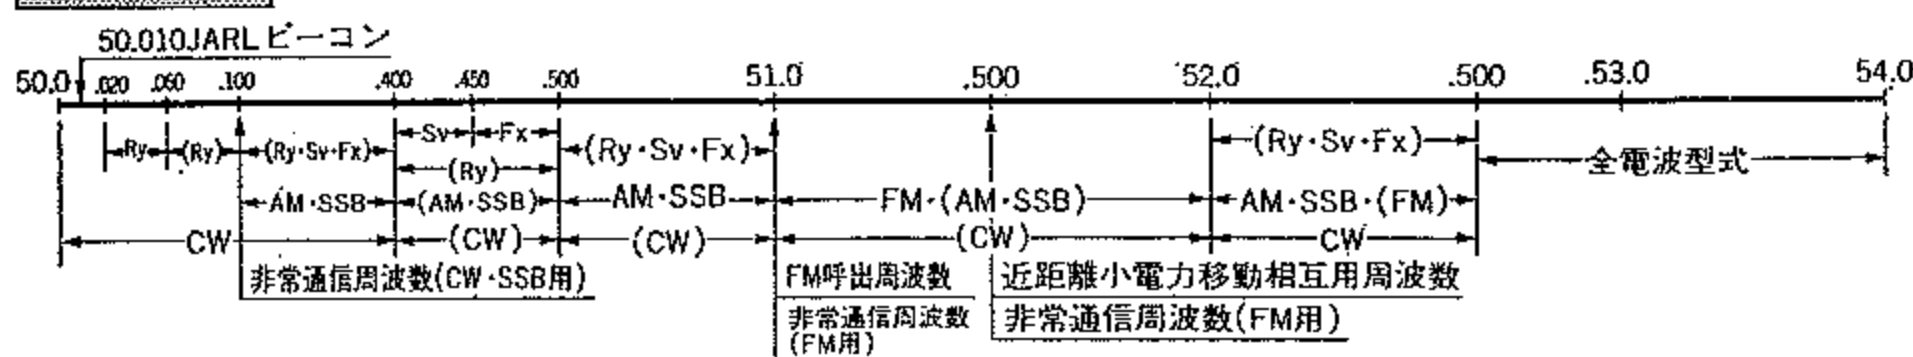 50.010JARLビーコン
50.0 .020 .060 .100 .400 .450 .500 51.0 .500 52.0 .500 .53.0 54.0
Ry (Ry) (Ry・Sv・Fx) Sv Fx (Ry・Sv・Fx) (Ry・Sv・Fx)
(Ry) 全電波型式
AM・SSB (AM・SSB) AM・SSB FM・(AM・SSB) AM・SSB・(FM)
CW (CW) (CW) (CW) CW
非常通信周波数(CW・SSB用) FM呼出周波数 近距離小電力移動相互用周波数
非常通信周波数 非常通信周波数(FM用)
(FM用)